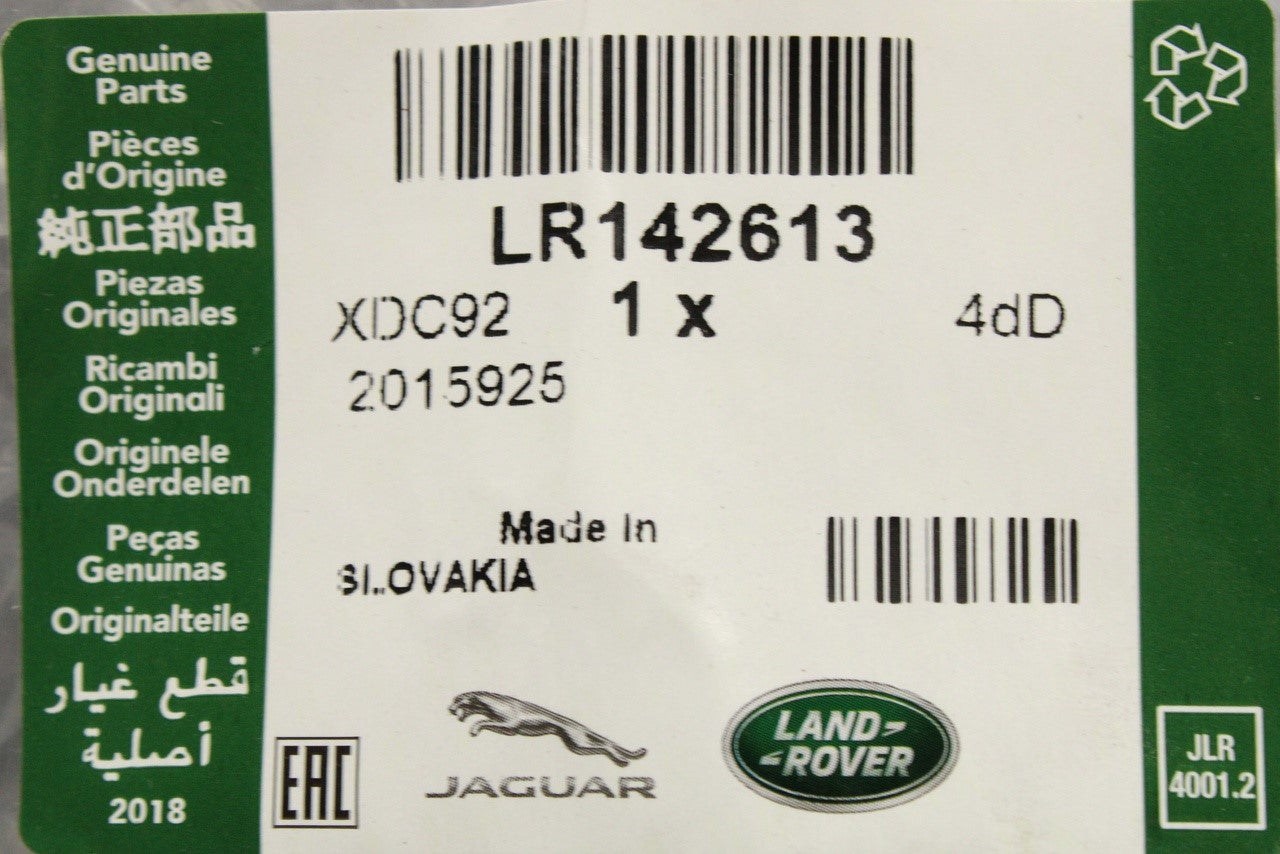 Genuine
Parts
Pièces
d'Origine
純正部品
Piezas
Originales
Ricambi
Originali
Originele
Onderdelen
Peças
Genuinas
Originalteile
قطع غيار
أصلية
2018
LR142613
XDC92 1 x 4dD
2015925
Made In
SLOVAKIA
EAC
JAGUAR
LAND-
-ROVER
JLR
4001.2